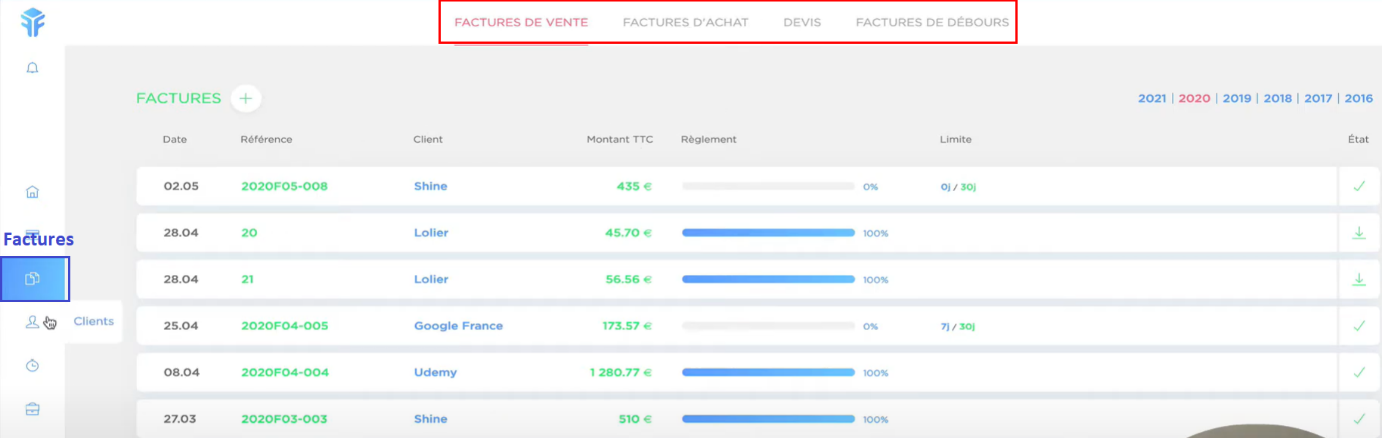 FACTURES DE VENTE FACTURES D'ACHAT DEVIS FACTURES DE DÉBOURS
FACTURES + 2021 | 2020 | 2019 | 2018 | 2017 | 2016
Date Référence Client Montant TTC Règlement Limite État
02.05 2020F05-008 Shine 435 € 0% 0j / 30j
28.04 20 Lolier 45.70 € 100%
Factures
28.04 21 Lolier 56.56 € 100%
Clients
25.04 2020F04-005 Google France 173.57 € 0% 7j / 30j
08.04 2020F04-004 Udemy 1 280.77 € 100%
27.03 2020F03-003 Shine 510 € 100%